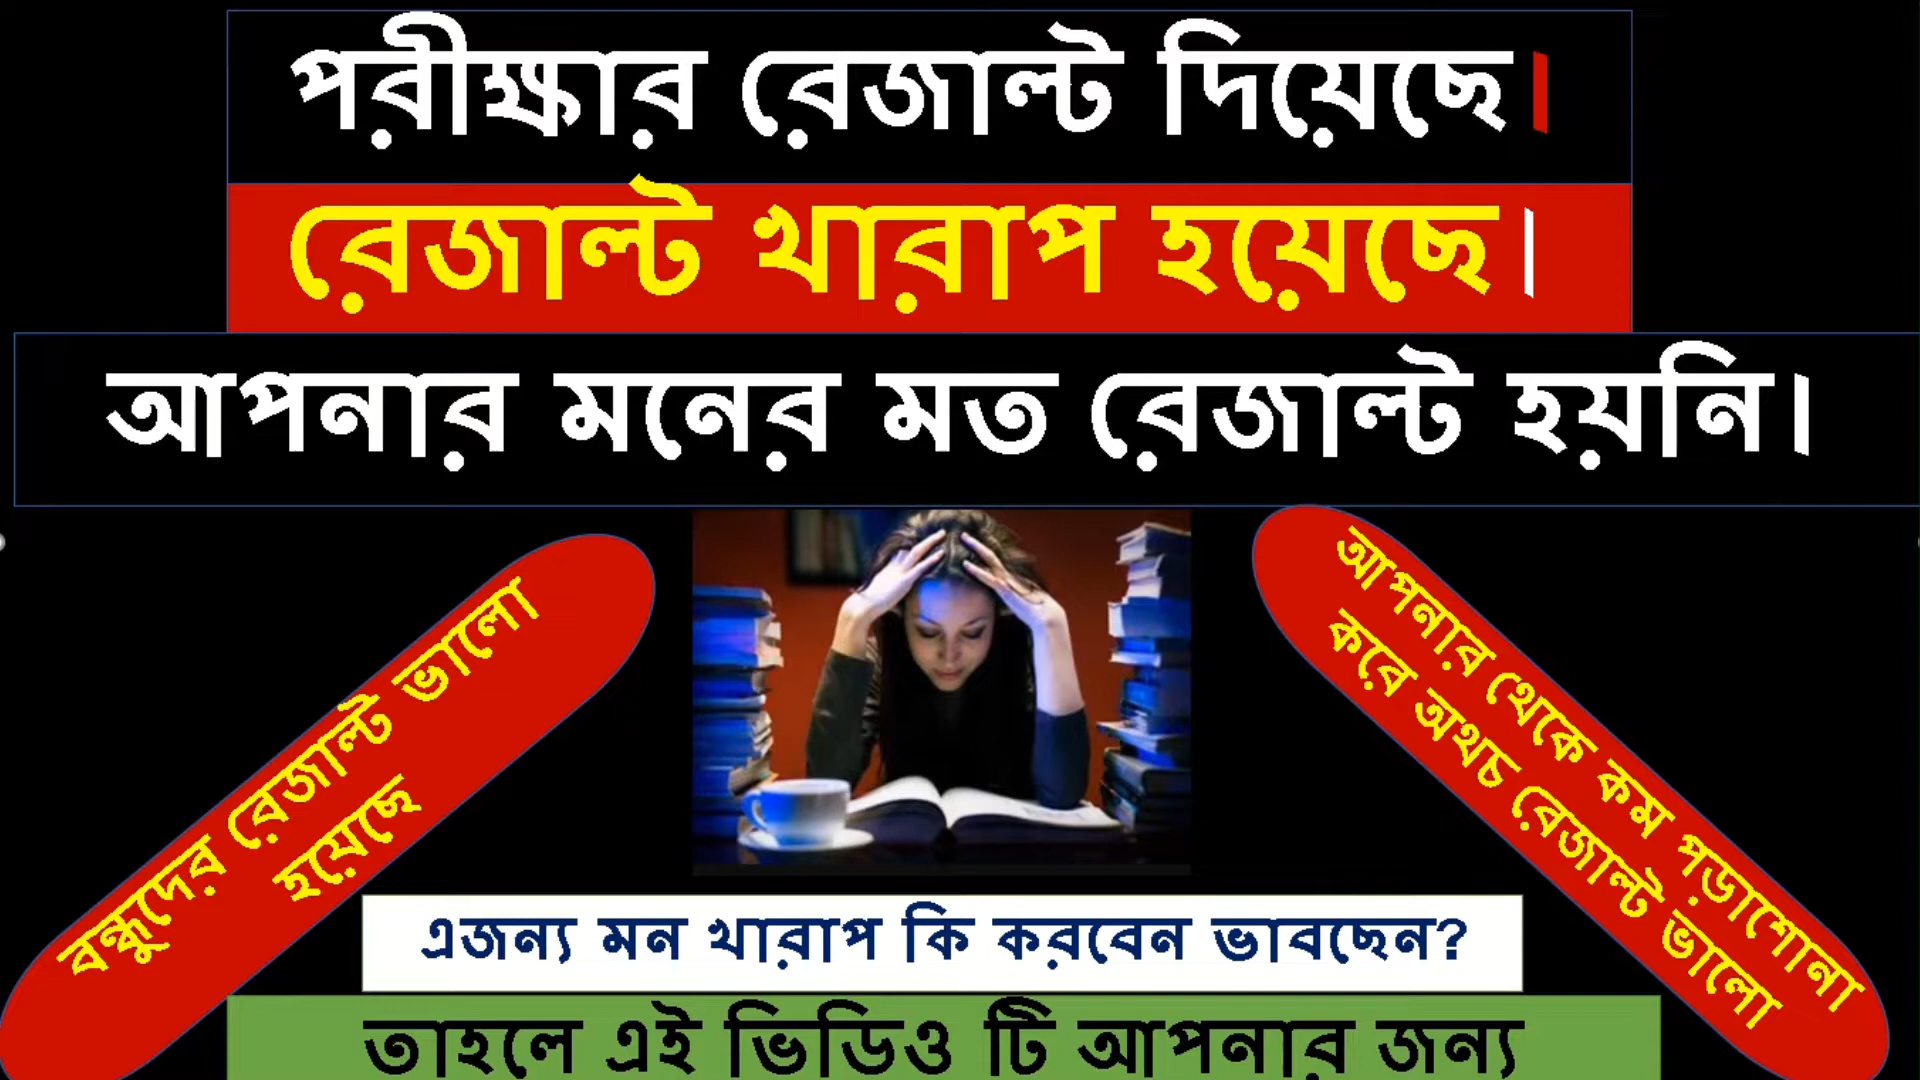 পরীক্ষার রেজাল্ট দিয়েছে।
রেজাল্ট খারাপ হয়েছে।
আপনার মনের মত রেজাল্ট হয়নি।
বন্ধুদের রেজাল্ট ভালো
হয়েছে
আপনার থেকে কম পড়াশোনা
করে অথচ রেজাল্ট ভালো
এজন্য মন খারাপ কি করবেন ভাবছেন?
তাহলে এই ভিডিও টি আপনার জন্য